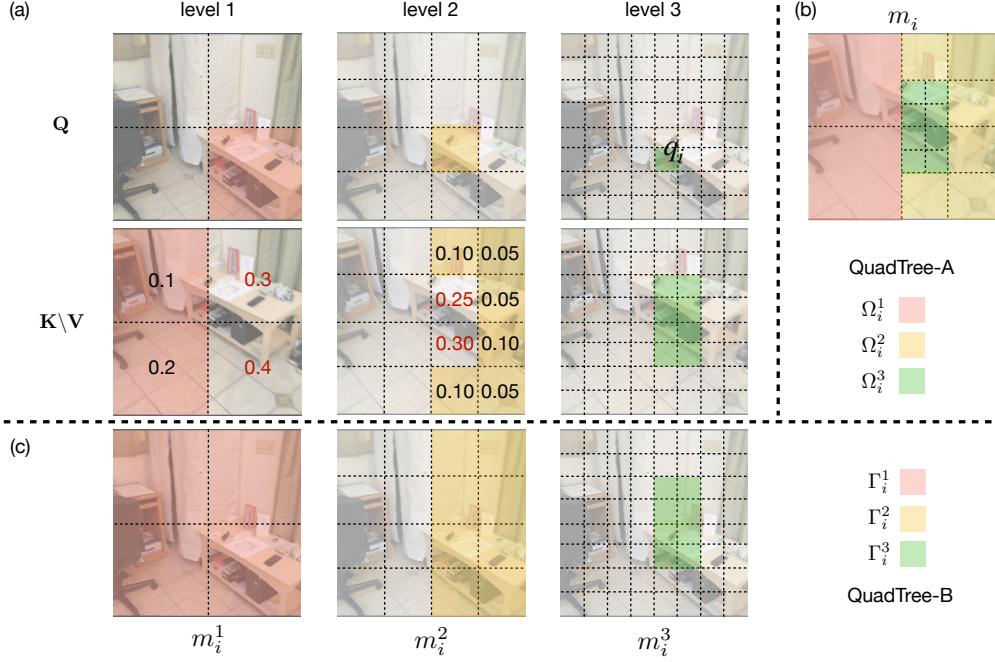 (a) level 1 level 2 level 3 (b)
m_i
Q
q_i
K\V
0.1 0.3
0.2 0.4
0.10 0.05
0.25 0.05
0.30 0.10
0.10 0.05
QuadTree-A
Ω_i^1
Ω_i^2
Ω_i^3
(c)
Γ_i^1
Γ_i^2
Γ_i^3
QuadTree-B
m_i^1 m_i^2 m_i^3